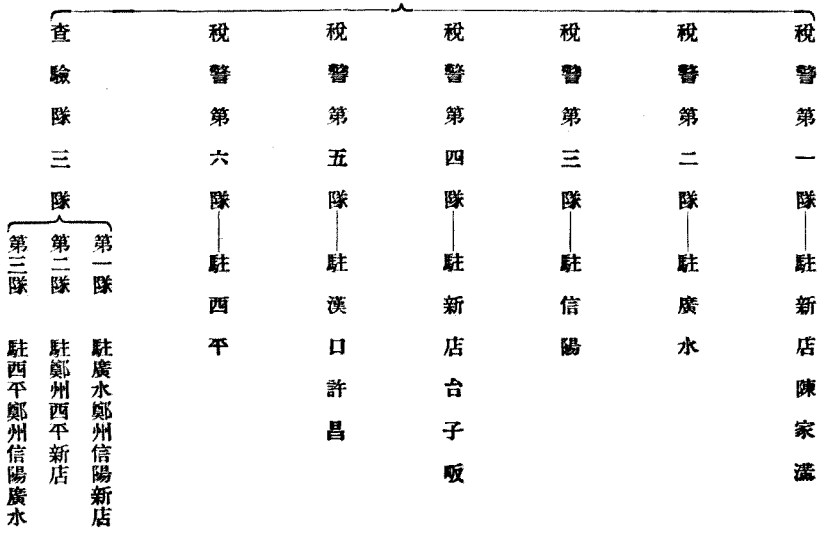 稅警第一隊——駐新店陳家溝
稅警第二隊——駐廣水
稅警第三隊——駐信陽
稅警第四隊——駐新店台子畈
稅警第五隊——駐漢口許昌
稅警第六隊——駐西平
查驗隊三隊
第一隊 駐廣水鄭州信陽新店
第二隊 駐鄭州西平新店
第三隊 駐西平鄭州信陽廣水